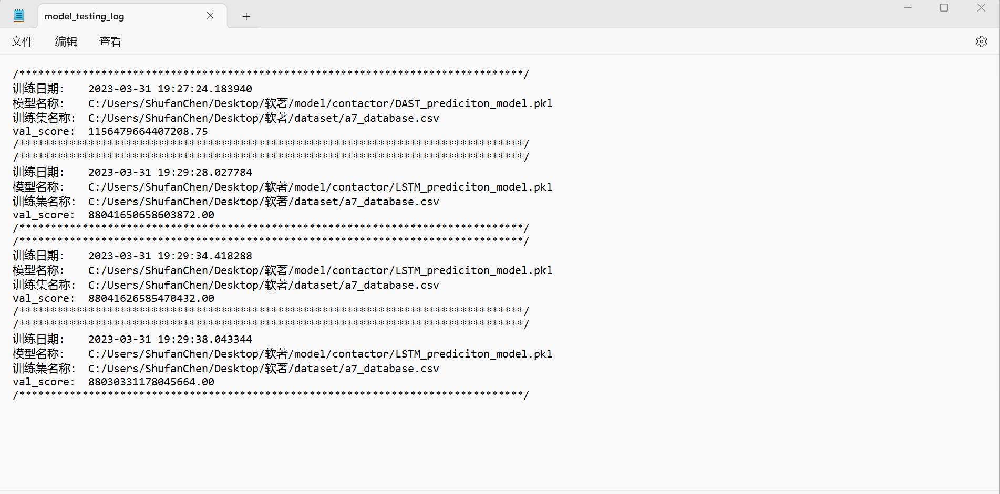 model_testing_log
文件 编辑 查看
/********************************************************************************/
训练日期: 2023-03-31 19:27:24.183940
模型名称: C:/Users/ShufanChen/Desktop/软著/model/contactor/DAST_prediciton_model.pkl
训练集名称: C:/Users/ShufanChen/Desktop/软著/dataset/a7_database.csv
val_score: 1156479664407208.75
/********************************************************************************/
/********************************************************************************/
训练日期: 2023-03-31 19:29:28.027784
模型名称: C:/Users/ShufanChen/Desktop/软著/model/contactor/LSTM_prediciton_model.pkl
训练集名称: C:/Users/ShufanChen/Desktop/软著/dataset/a7_database.csv
val_score: 88041650658603872.00
/********************************************************************************/
/********************************************************************************/
训练日期: 2023-03-31 19:29:34.418288
模型名称: C:/Users/ShufanChen/Desktop/软著/model/contactor/LSTM_prediciton_model.pkl
训练集名称: C:/Users/ShufanChen/Desktop/软著/dataset/a7_database.csv
val_score: 88041626585470432.00
/********************************************************************************/
/********************************************************************************/
训练日期: 2023-03-31 19:29:38.043344
模型名称: C:/Users/ShufanChen/Desktop/软著/model/contactor/LSTM_prediciton_model.pkl
训练集名称: C:/Users/ShufanChen/Desktop/软著/dataset/a7_database.csv
val_score: 88030331178045664.00
/********************************************************************************/